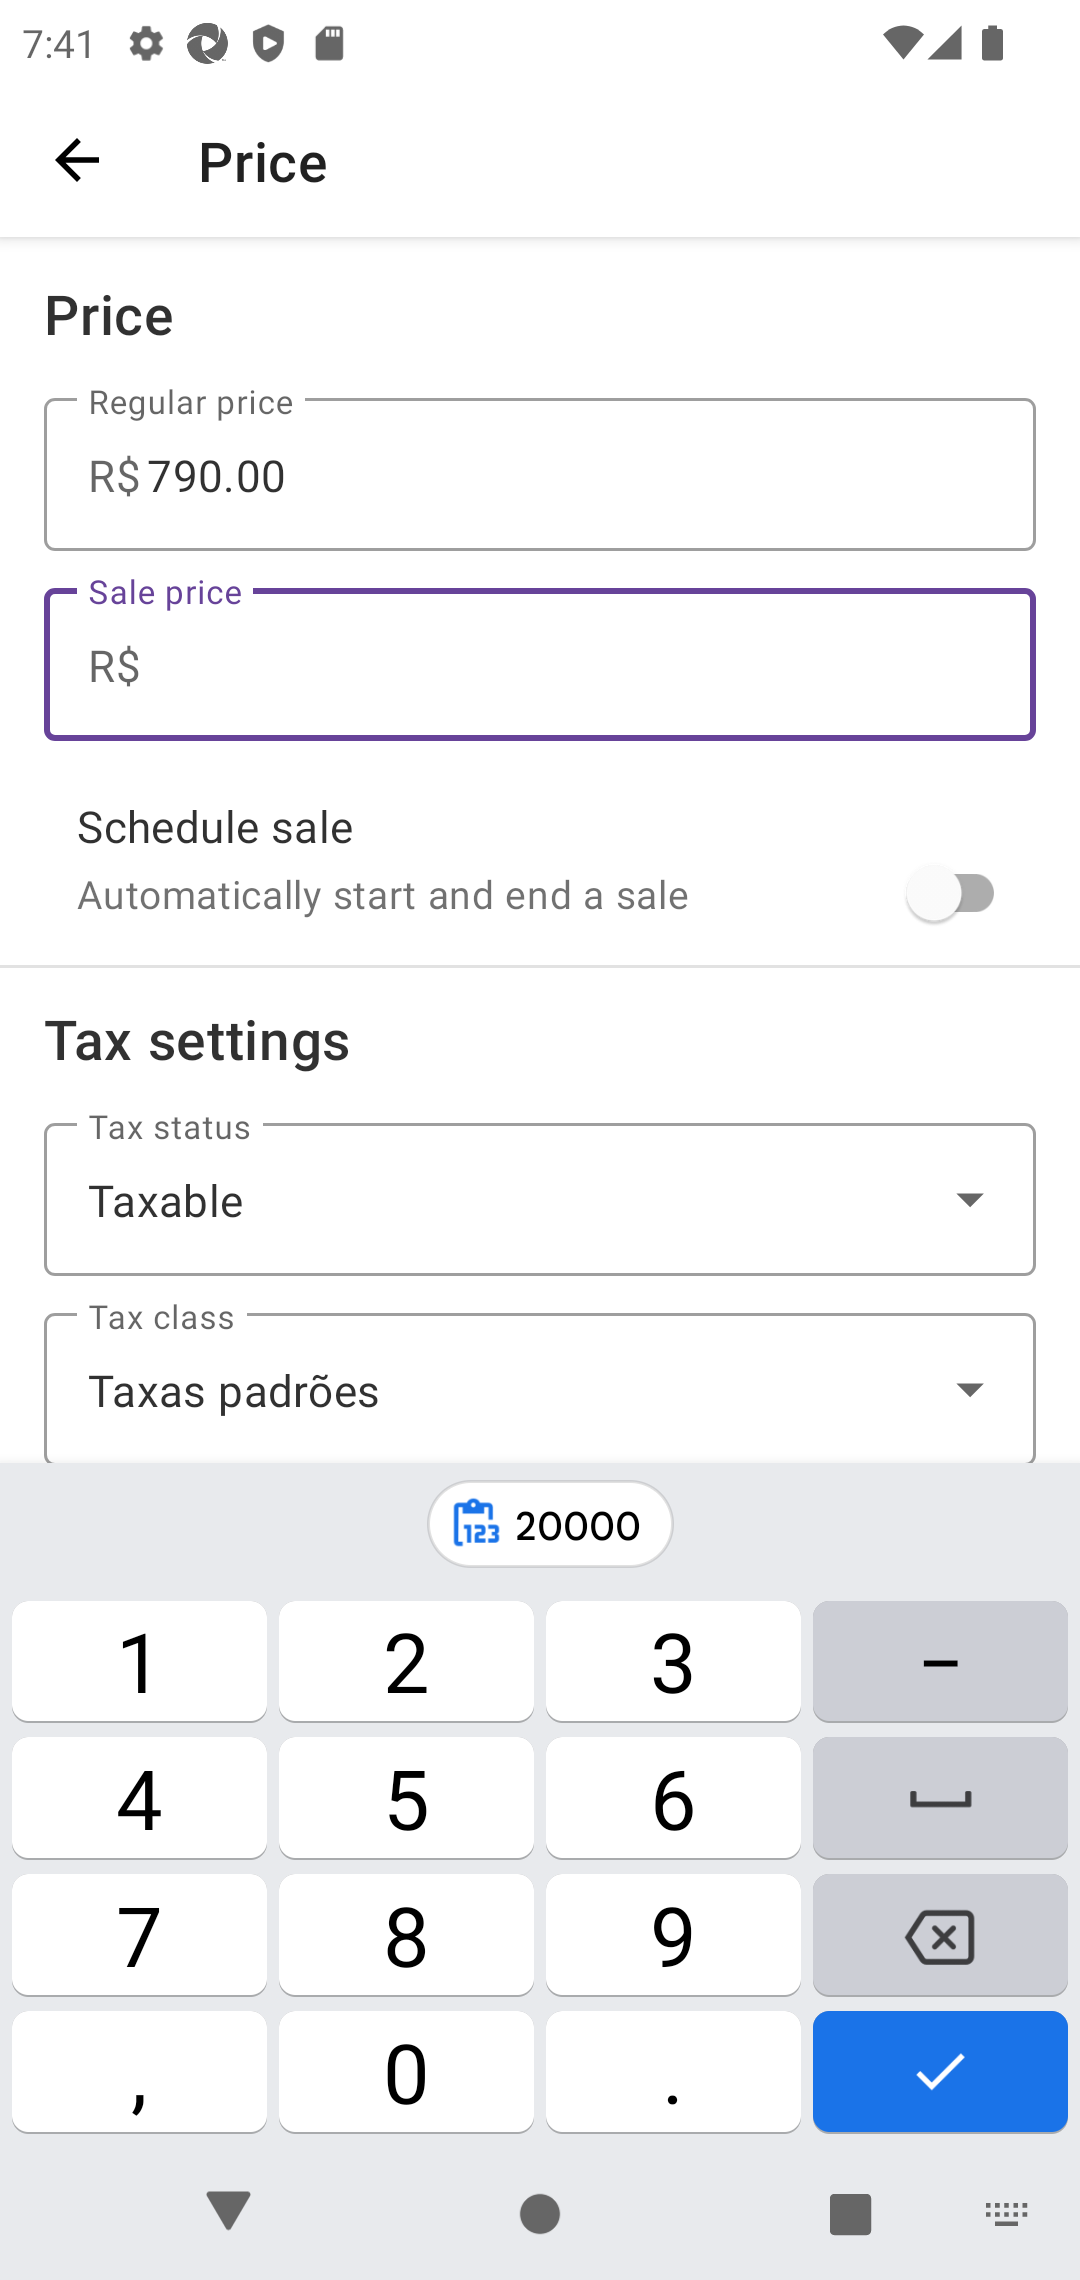 7:41
Price
Price
Regular price
R$ 790.00
Sale price
R$
Schedule sale
Automatically start and end a sale
Tax settings
Tax status
Taxable
Tax class
Taxas padrões
123 20000
1 2 3 –
4 5 6
7 8 9
, 0 .